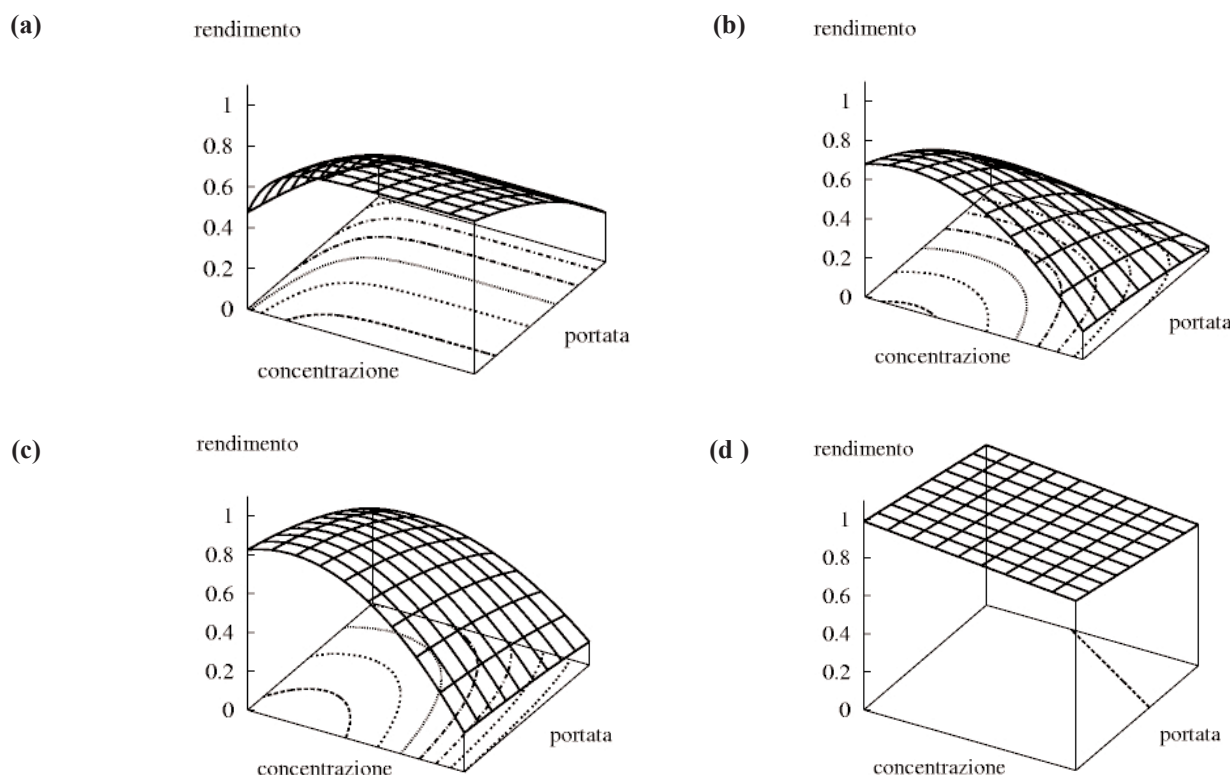 (a)
rendimento
1
0.8
0.6
0.4
0.2
0
concentrazione
portata
(b)
rendimento
1
0.8
0.6
0.4
0.2
0
concentrazione
portata
(c)
rendimento
1
0.8
0.6
0.4
0.2
0
concentrazione
portata
(d )
rendimento
1
0.8
0.6
0.4
0.2
0
concentrazione
portata